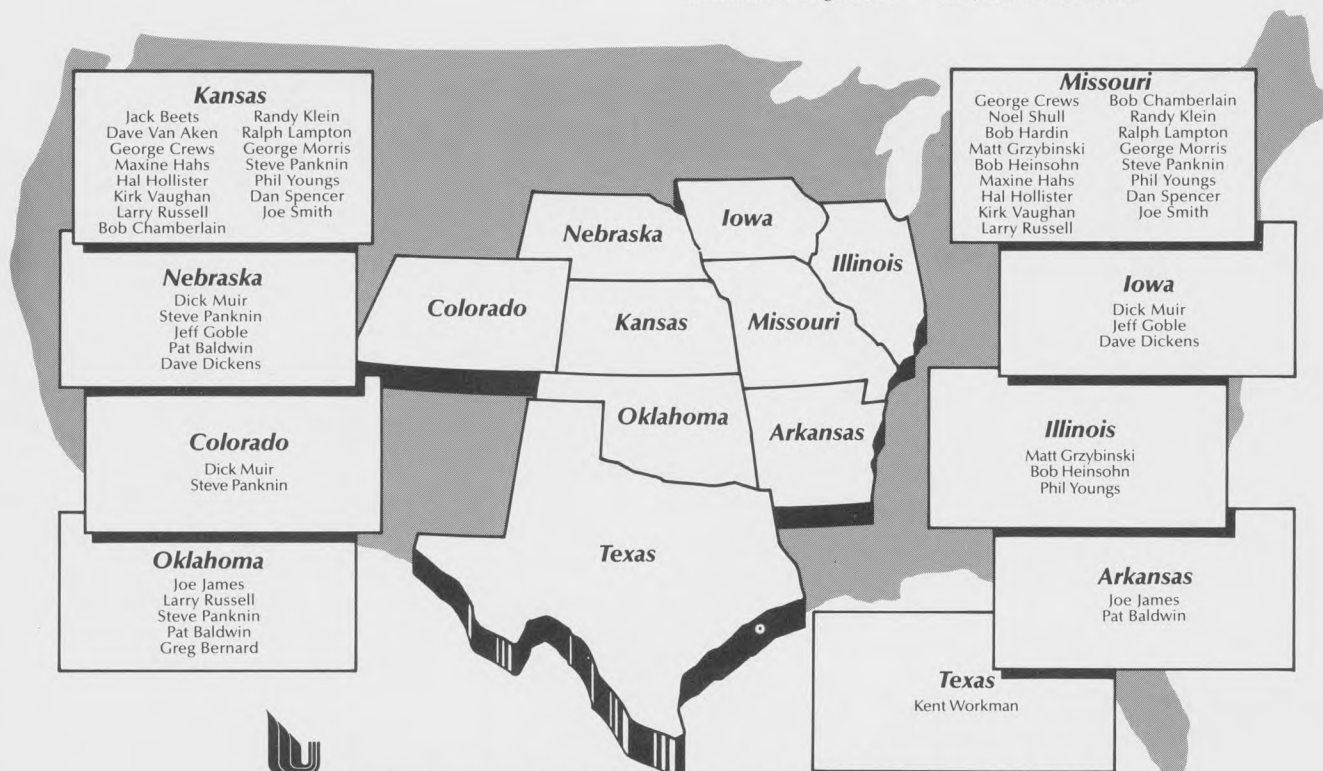 Kansas
Jack Beets
Dave Van Aken
George Crews
Maxine Hahs
Hal Hollister
Kirk Vaughan
Larry Russell
Bob Chamberlain
Randy Klein
Ralph Lampton
George Morris
Steve Panknin
Phil Youngs
Dan Spencer
Joe Smith
Nebraska
Dick Muir
Steve Panknin
Jeff Goble
Pat Baldwin
Dave Dickens
Colorado
Dick Muir
Steve Panknin
Oklahoma
Joe James
Larry Russell
Steve Panknin
Pat Baldwin
Greg Bernard
Nebraska
Iowa
Illinois
Colorado
Kansas
Missouri
Oklahoma
Arkansas
Texas
Missouri
George Crews
Noel Shull
Bob Hardin
Matt Grzybinski
Bob Heinsohn
Maxine Hahs
Hal Hollister
Kirk Vaughan
Larry Russell
Bob Chamberlain
Randy Klein
Ralph Lampton
George Morris
Steve Panknin
Phil Youngs
Dan Spencer
Joe Smith
Iowa
Dick Muir
Jeff Goble
Dave Dickens
Illinois
Matt Grzybinski
Bob Heinsohn
Phil Youngs
Arkansas
Joe James
Pat Baldwin
Texas
Kent Workman